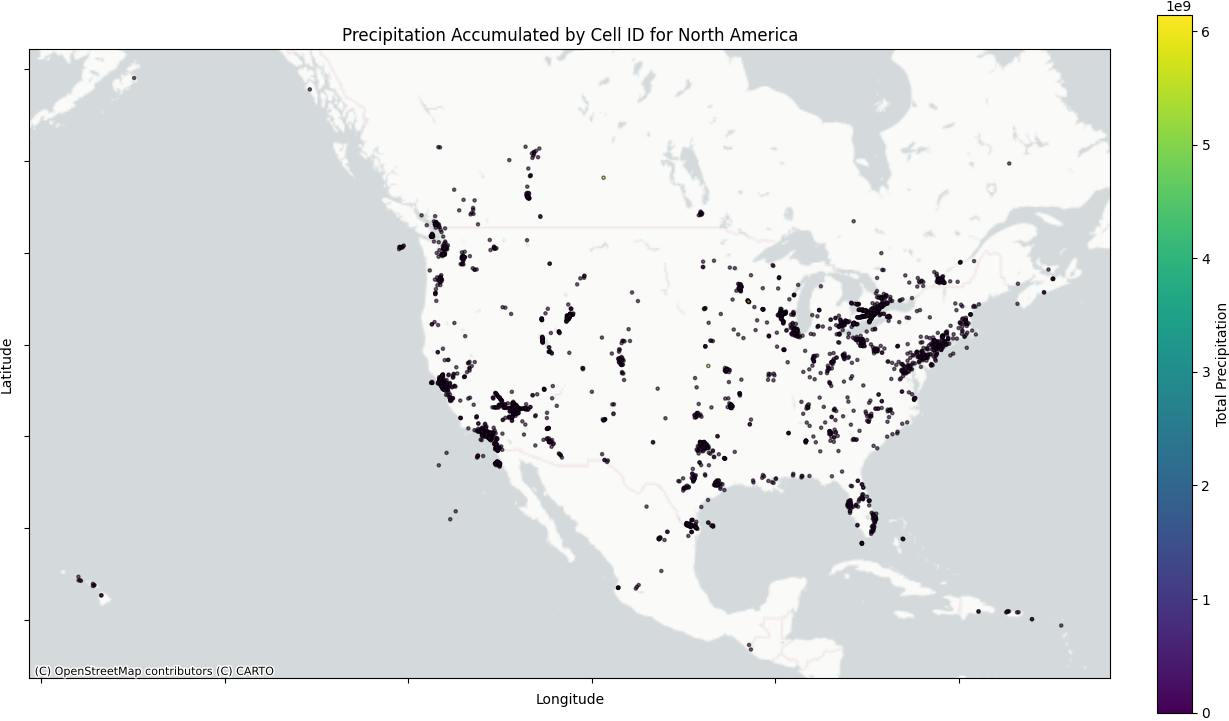 1e9
Precipitation Accumulated by Cell ID for North America
6
5
4
3
2
1
0
Total Precipitation
Latitude
(C) OpenStreetMap contributors (C) CARTO
Longitude